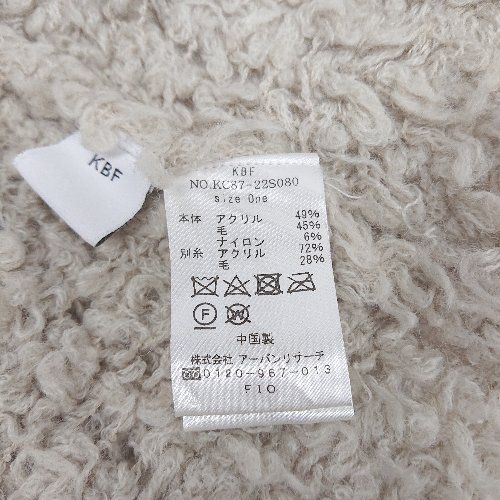 KBF
KBF
NO.KC87-22S080
Size One
本体 アクリル 49%
毛 45%
ナイロン 6%
別糸 アクリル 72%
毛 28%
F W
中国製
株式会社 アーバンリサーチ
0120-967-013
FIO